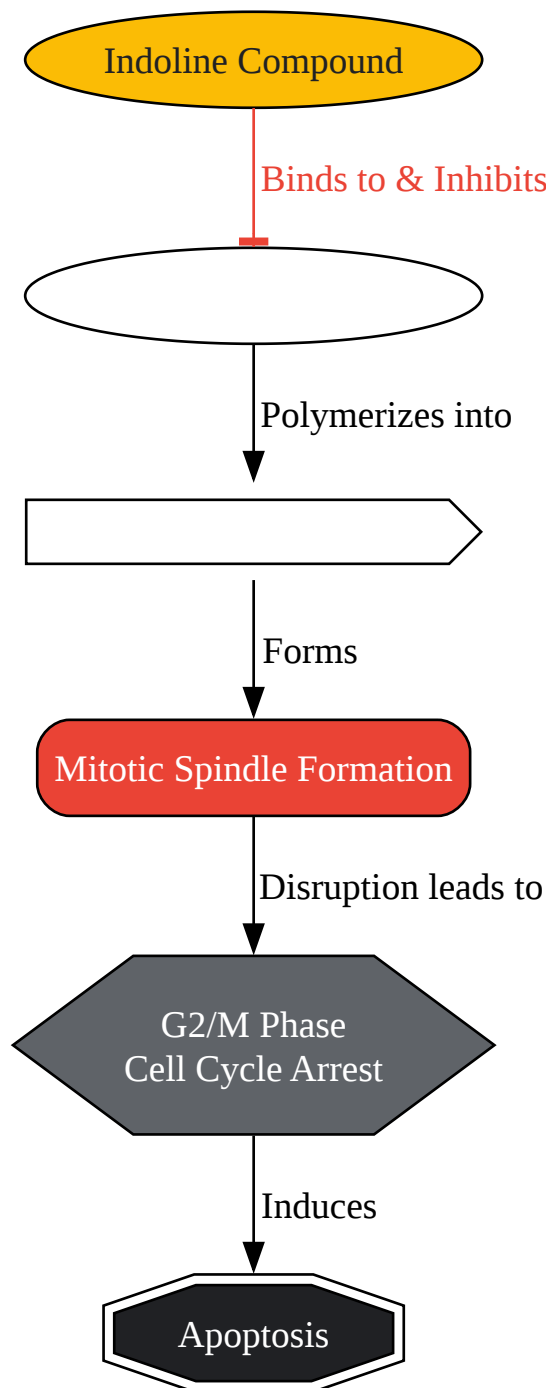 Indoline Compound
Binds to & Inhibits
Polymerizes into
Forms
Mitotic Spindle Formation
Disruption leads to
G2/M Phase
Cell Cycle Arrest
Induces
Apoptosis